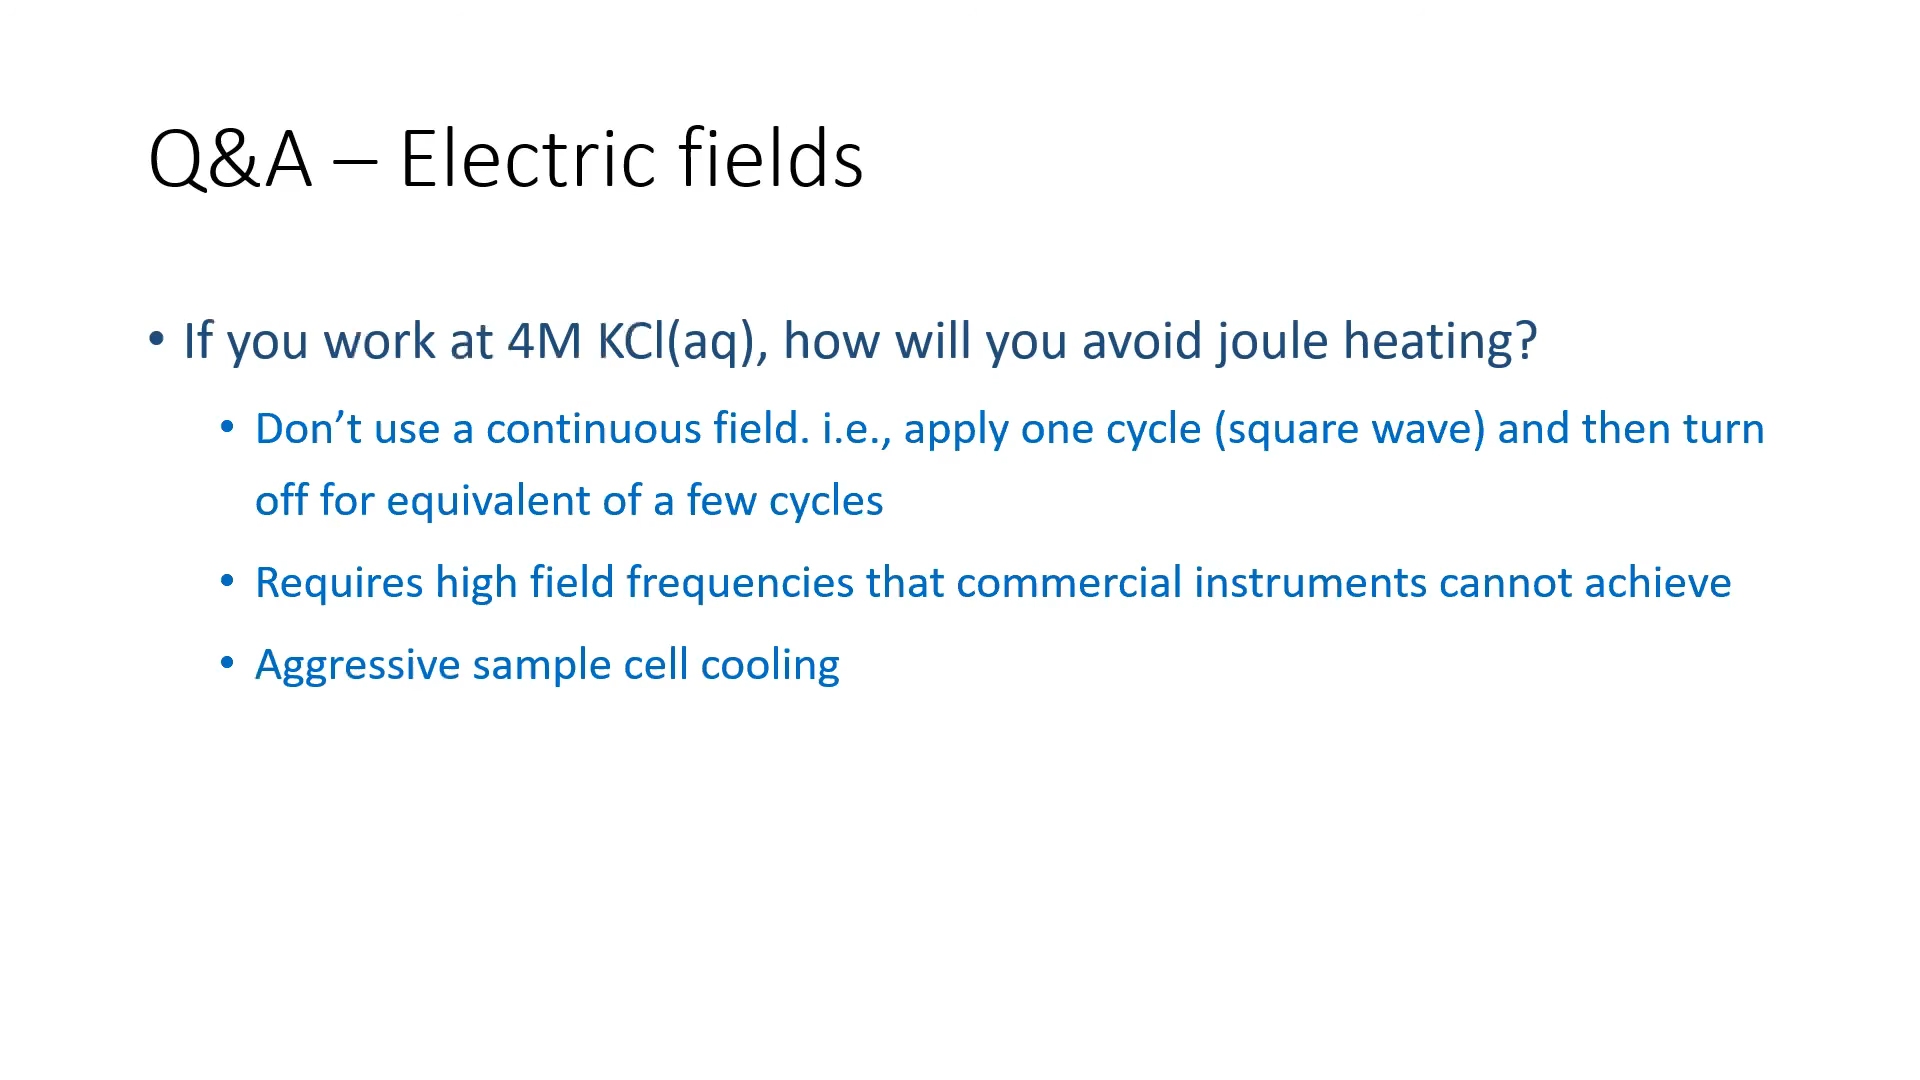 Q&A – Electric fields
• If you work at 4M KCl(aq), how will you avoid joule heating?
• Don’t use a continuous field. i.e., apply one cycle (square wave) and then turn
off for equivalent of a few cycles
• Requires high field frequencies that commercial instruments cannot achieve
• Aggressive sample cell cooling